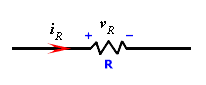 i_R + v_R −
R